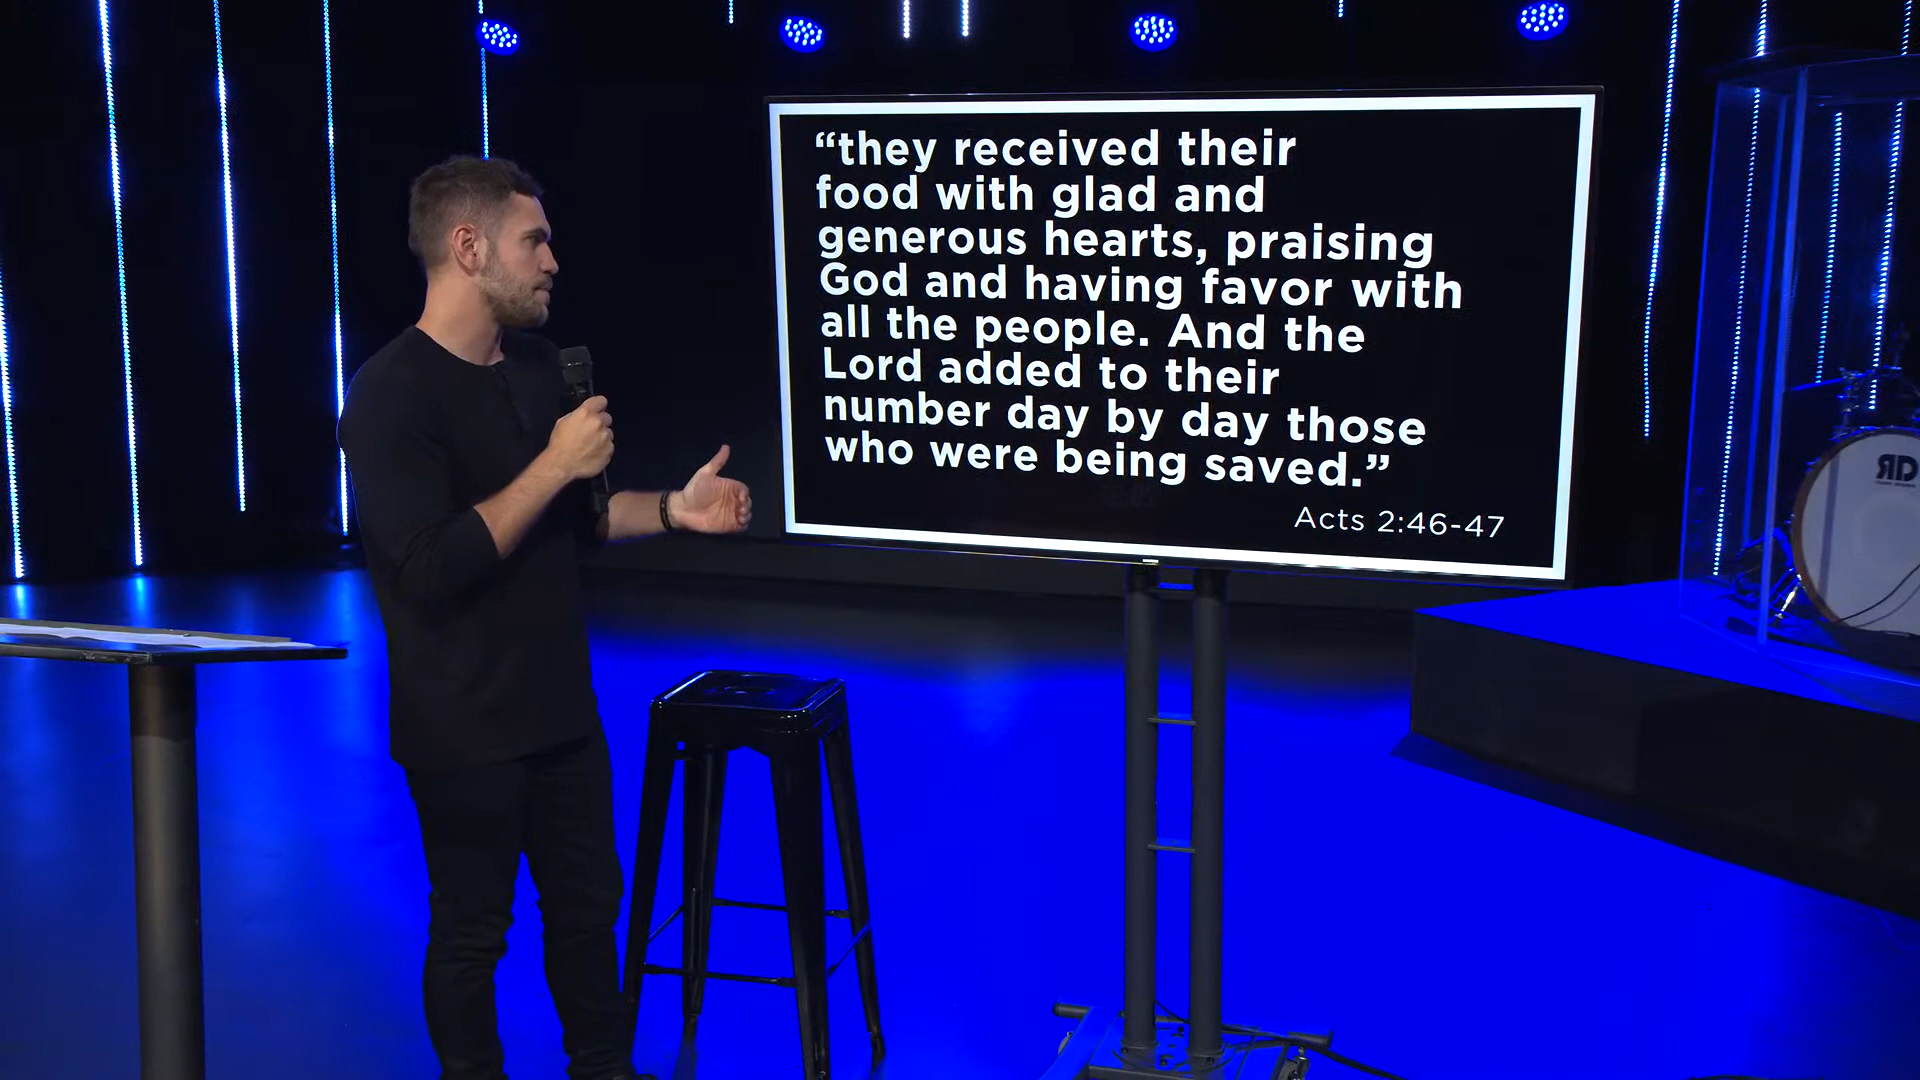 “they received their
food with glad and
generous hearts, praising
God and having favor with
all the people. And the
Lord added to their
number day by day those
who were being saved.”
Acts 2:46-47